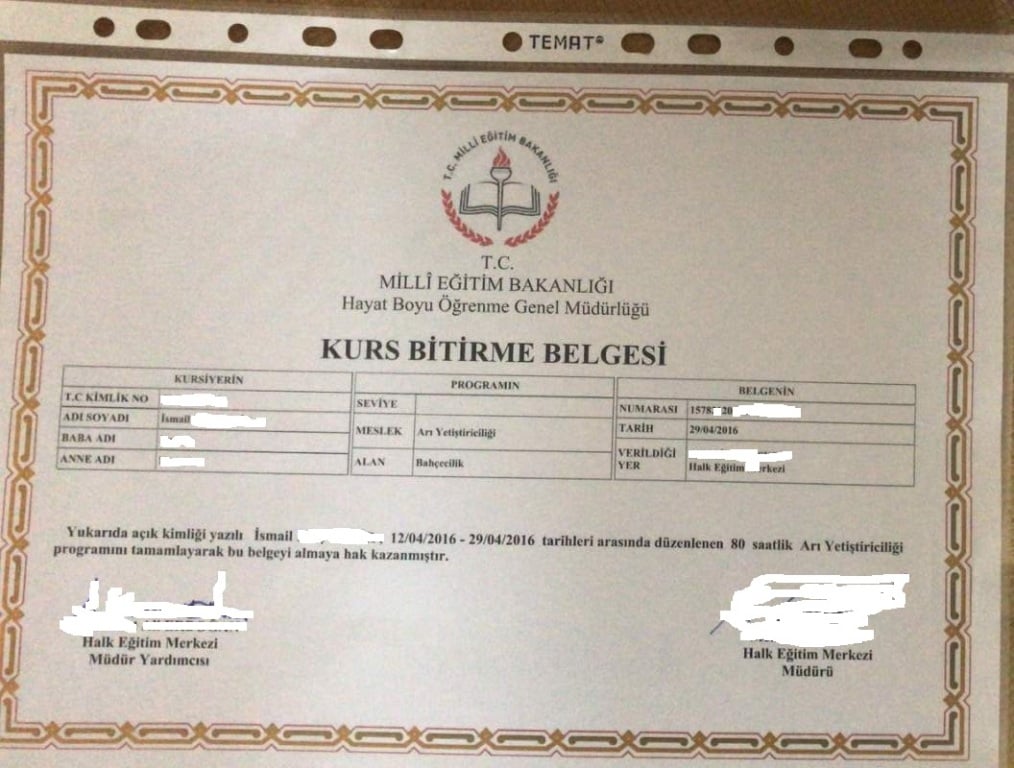 TEMAT®
T.C. MİLLİ EĞİTİM BAKANLIĞI
T.C.
MİLLÎ EĞİTİM BAKANLIĞI
Hayat Boyu Öğrenme Genel Müdürlüğü
KURS BİTİRME BELGESİ
KURSİYERİN
T.C KİMLİK NO
ADI SOYADI İsmail
BABA ADI
ANNE ADI
PROGRAMIN
SEVİYE
MESLEK Arı Yetiştiriciliği
ALAN Bahçecilik
BELGENİN
NUMARASI 1578 20
TARİH 29/04/2016
VERİLDİĞİ
YER Halk Eğitim
Yukarıda açık kimliği yazılı İsmail 12/04/2016 - 29/04/2016 tarihleri arasında düzenlenen 80 saatlik Arı Yetiştiriciliği
programını tamamlayarak bu belgeyi almaya hak kazanmıştır.
Halk Eğitim Merkezi
Müdür Yardımcısı
Halk Eğitim Merkezi
Müdürü